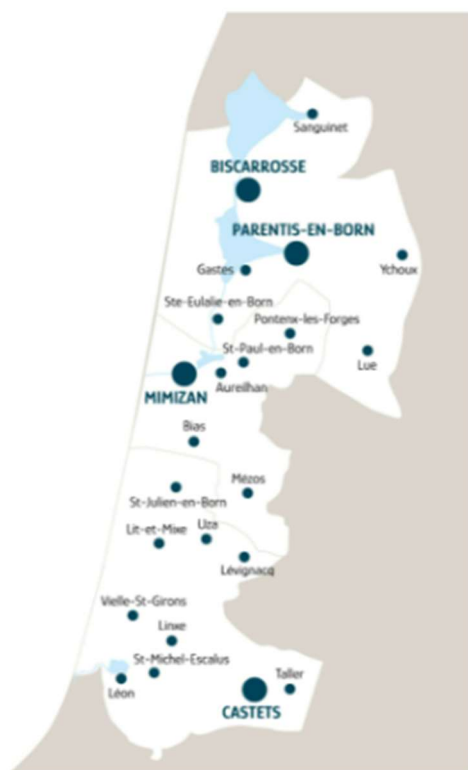 Sanguinet
BISCARROSSE
PARENTIS-EN-BORN
Ychoux
Gastes
Ste-Eulalie-en-Born
Pontenx-les-Forges
St-Paul-en-Born
Lue
Aureilhan
MIMIZAN
Bias
Mézos
St-Julien-en-Born
Uza
Lit-et-Mixe
Lévignacq
Vielle-St-Girons
Linxe
St-Michel-Escalus
Taller
Léon
CASTETS